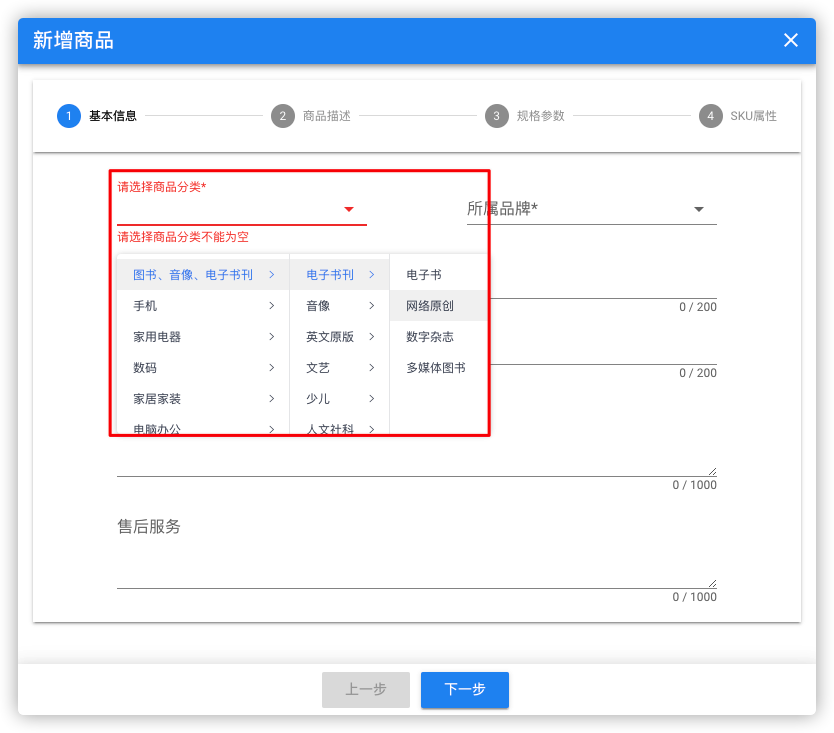 新增商品
1 基本信息 2 商品描述 3 规格参数 4 SKU属性
请选择商品分类*
所属品牌*
请选择商品分类不能为空
图书、音像、电子书刊 电子书刊 电子书
手机 音像 网络原创
0 / 200
家用电器 英文原版 数字杂志
数码 文艺 多媒体图书
0 / 200
家居家装 少儿
电脑办公 人文社科
0 / 1000
售后服务
0 / 1000
上一步 下一步